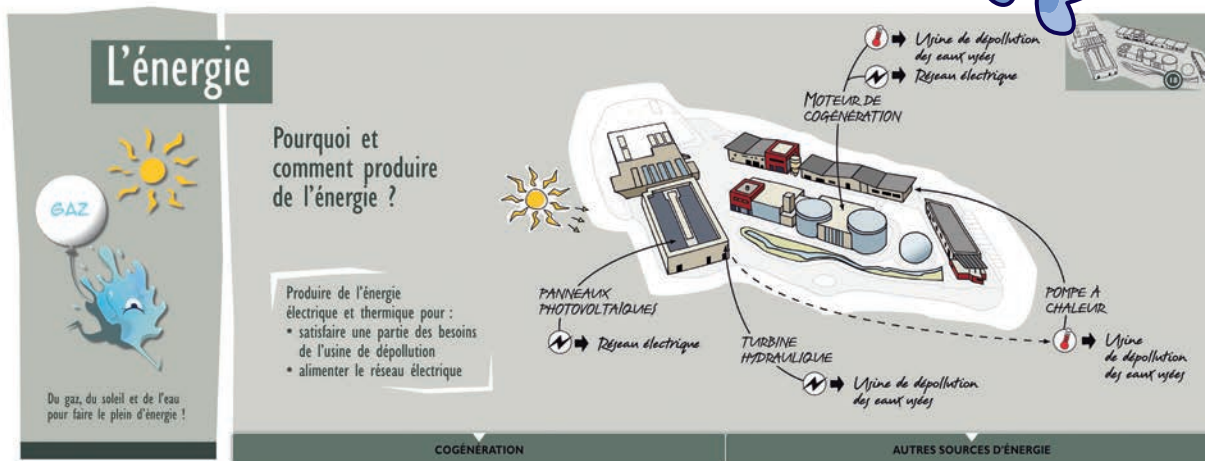 L'énergie
GAZ
Du gaz, du soleil et de l'eau
pour faire le plein d'énergie !
Pourquoi et
comment produire
de l'énergie ?
Produire de l'énergie
électrique et thermique pour :
• satisfaire une partie des besoins
de l'usine de dépollution
• alimenter le réseau électrique
Usine de dépollution
des eaux usées
Réseau électrique
MOTEUR DE
COGÉNÉRATION
PANNEAUX
PHOTOVOLTAÏQUES
Réseau électrique
TURBINE
HYDRAULIQUE
Usine de dépollution
des eaux usées
POMPE À
CHALEUR
Usine
de dépollution
des eaux usées
COGÉNÉRATION
AUTRES SOURCES D'ÉNERGIE